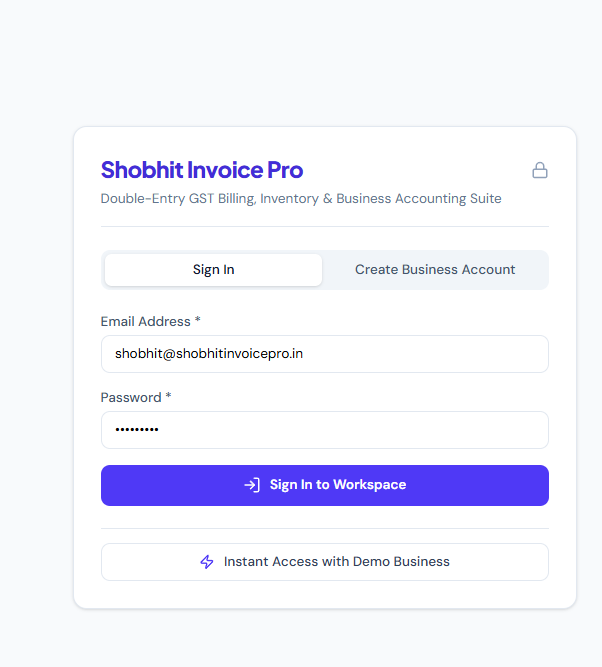 Shobhit Invoice Pro
Double-Entry GST Billing, Inventory & Business Accounting Suite
Sign In
Create Business Account
Email Address *
shobhit@shobhitinvoicepro.in
Password *
•••••••••
Sign In to Workspace
Instant Access with Demo Business